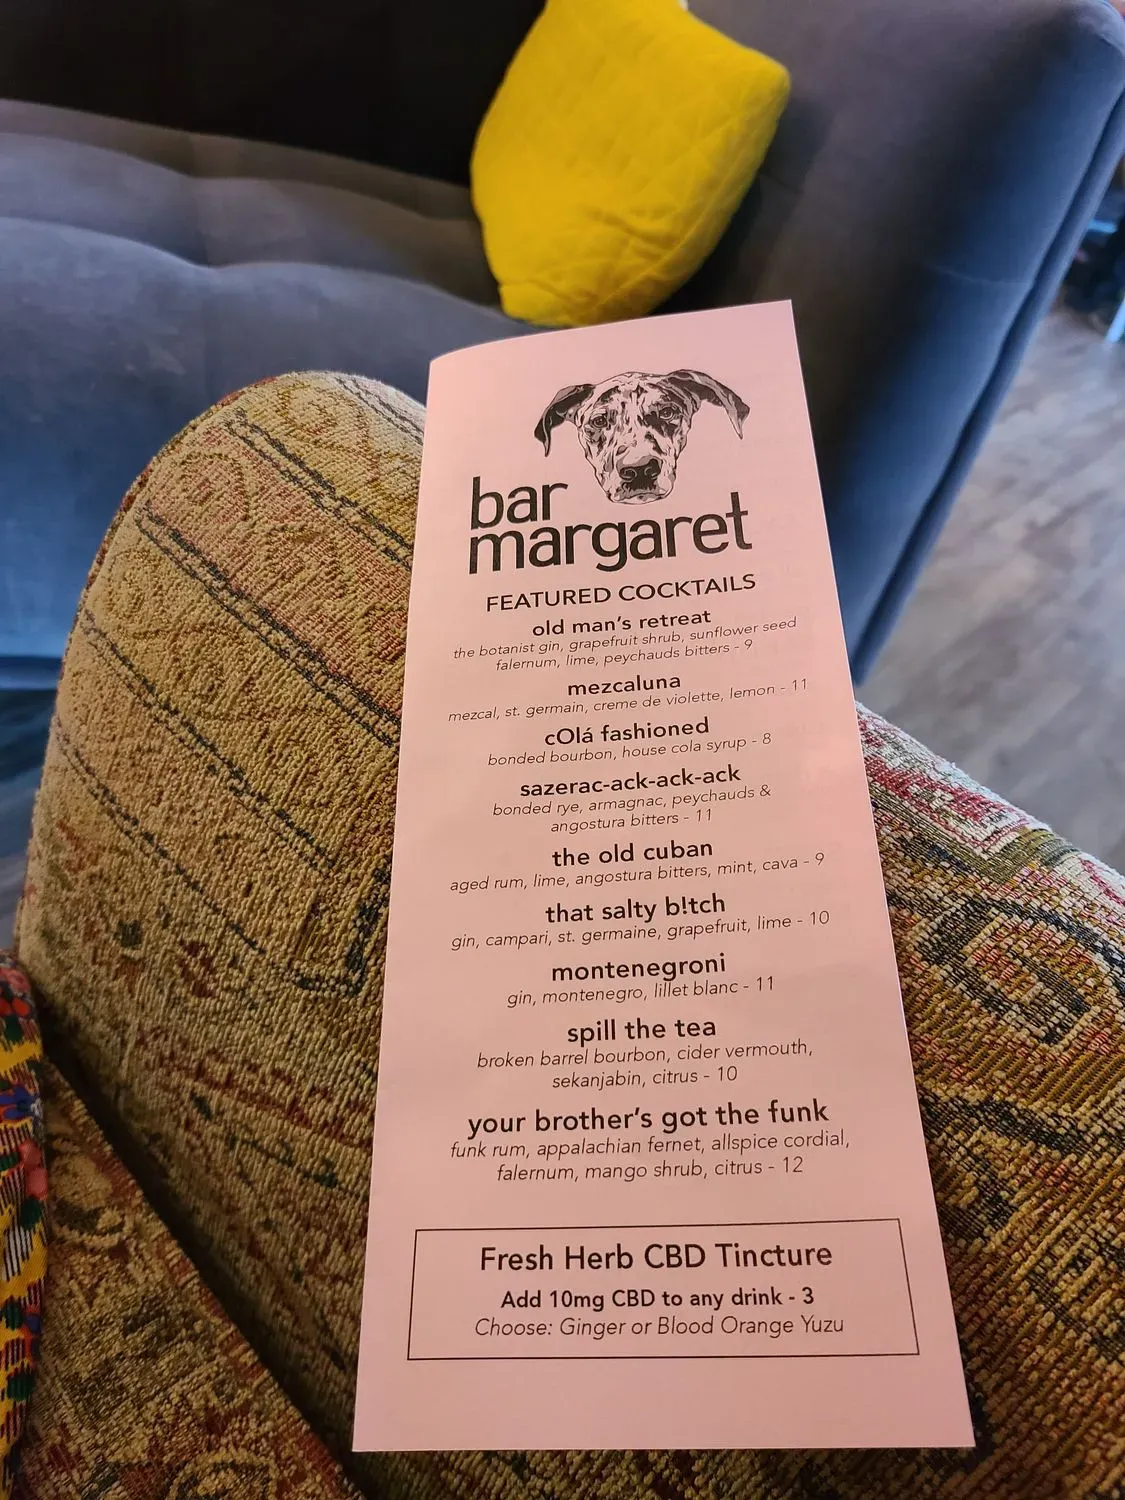 bar
margaret
FEATURED COCKTAILS
old man's retreat
the botanist gin, grapefruit shrub, sunflower seed
falernum, lime, peychauds bitters - 9
mezcaluna
mezcal, st. germain, creme de violette, lemon - 11
cOlá fashioned
bonded bourbon, house cola syrup - 8
sazerac-ack-ack-ack
bonded rye, armagnac, peychauds &
angostura bitters - 11
the old cuban
aged rum, lime, angostura bitters, mint, cava - 9
that salty b!tch
gin, campari, st. germaine, grapefruit, lime - 10
montenegroni
gin, montenegro, lillet blanc - 11
spill the tea
broken barrel bourbon, cider vermouth,
sekanjabin, citrus - 10
your brother's got the funk
funk rum, appalachian fernet, allspice cordial,
falernum, mango shrub, citrus - 12
Fresh Herb CBD Tincture
Add 10mg CBD to any drink - 3
Choose: Ginger or Blood Orange Yuzu